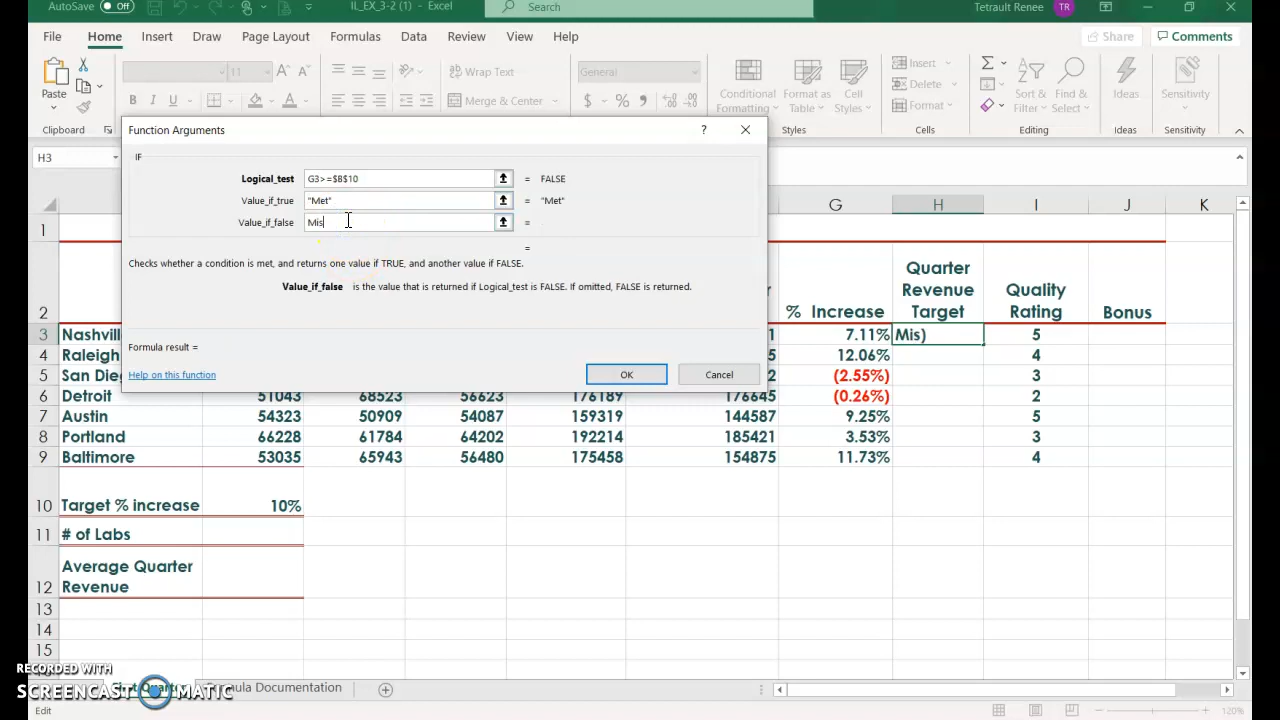 AutoSave Off IL_EX_3-2 (1) - Excel Search Tetrault Renee TR
File Home Insert Draw Page Layout Formulas Data Review View Help Share Comments
11 Wrap Text General Insert
Paste Merge & Center Conditional Format as Cell Delete Sort & Find & Ideas Sensitivity
Formatting Table Styles Format Filter Select
Clipboard Styles Cells Editing Ideas Sensitivity
Function Arguments ? 
H3
IF
Logical_test G3>=$B$10 = FALSE
Value_if_true "Met" = "Met"
Value_if_false Mis =
=
Checks whether a condition is met, and returns one value if TRUE, and another value if FALSE.
Value_if_false is the value that is returned if Logical_test is FALSE. If omitted, FALSE is returned.
Formula result =
Help on this function OK Cancel
G H I J K
1
2 % Increase Quarter Revenue Target Quality Rating Bonus
3 Nashvill 1 7.11% Mis) 5
4 Raleigh 5 12.06% 4
5 San Die 2 (2.55%) 3
6 Detroit 51043 68523 56623 176189 176645 (0.26%) 2
7 Austin 54323 50909 54087 159319 144587 9.25% 5
8 Portland 66228 61784 64202 192214 185421 3.53% 3
9 Baltimore 53035 65943 56480 175458 154875 11.73% 4
10 Target % increase 10%
11 # of Labs
12 Average Quarter Revenue
13
14
15
RECORDED WITH
SCREENCAST MATIC
Formula Documentation
Edit 120%